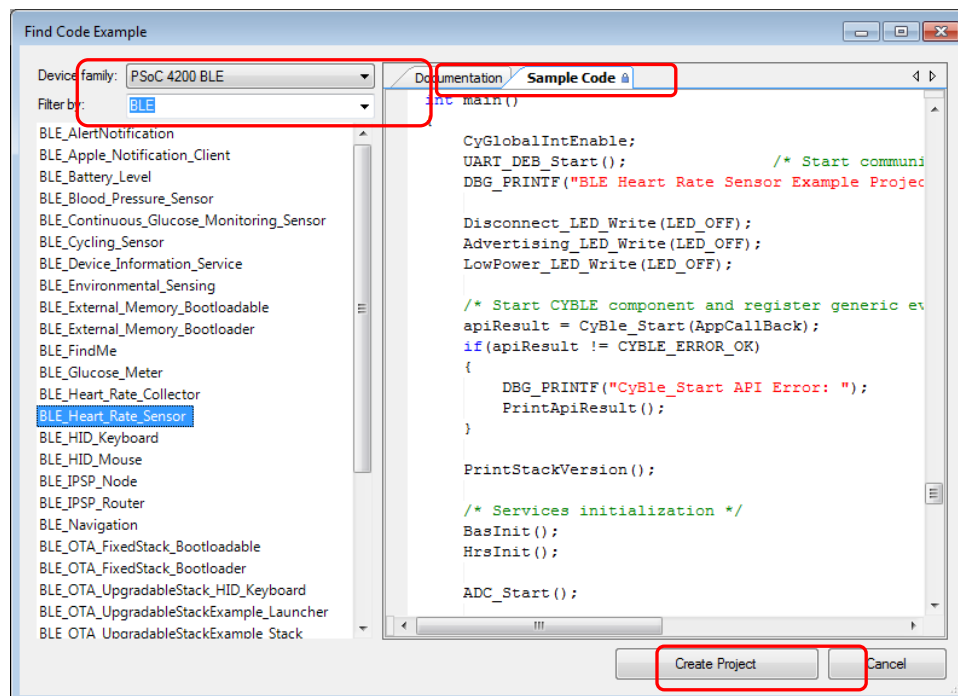 Find Code Example
Device family: PSoC 4200 BLE
Filter by: BLE
BLE_AlertNotification
BLE_Apple_Notification_Client
BLE_Battery_Level
BLE_Blood_Pressure_Sensor
BLE_Continuous_Glucose_Monitoring_Sensor
BLE_Cycling_Sensor
BLE_Device_Information_Service
BLE_Environmental_Sensing
BLE_External_Memory_Bootloadable
BLE_External_Memory_Bootloader
BLE_FindMe
BLE_Glucose_Meter
BLE_Heart_Rate_Collector
BLE_Heart_Rate_Sensor
BLE_HID_Keyboard
BLE_HID_Mouse
BLE_IPSP_Node
BLE_IPSP_Router
BLE_Navigation
BLE_OTA_FixedStack_Bootloadable
BLE_OTA_FixedStack_Bootloader
BLE_OTA_UpgradableStack_HID_Keyboard
BLE_OTA_UpgradableStackExample_Launcher
BLE_OTA_UpgradableStackExample_Stack
Documentation Sample Code
int main()
{
CyGlobalIntEnable;
UART_DEB_Start(); /* Start communi
DBG_PRINTF("BLE Heart Rate Sensor Example Projec
Disconnect_LED_Write(LED_OFF);
Advertising_LED_Write(LED_OFF);
LowPower_LED_Write(LED_OFF);
/* Start CYBLE component and register generic ev
apiResult = CyBle_Start(AppCallBack);
if(apiResult != CYBLE_ERROR_OK)
{
DBG_PRINTF("CyBle_Start API Error: ");
PrintApiResult();
}
PrintStackVersion();
/* Services initialization */
BasInit();
HrsInit();
ADC_Start();
Create Project Cancel